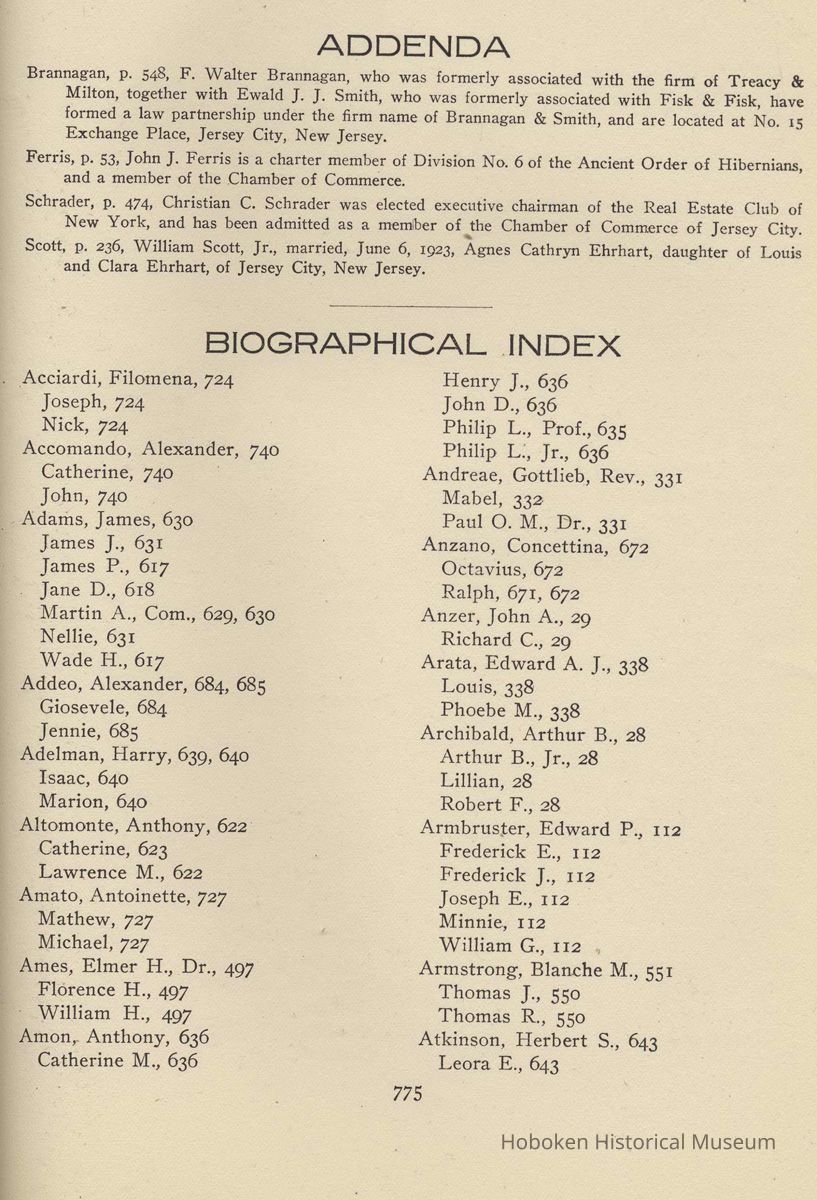 ADDENDA
Brannagan, p. 548, F. Walter Brannagan, who was formerly associated with the firm of Treacy &
Milton, together with Ewald J. J. Smith, who was formerly associated with Fisk & Fisk, have
formed a law partnership under the firm name of Brannagan & Smith, and are located at No. 15
Exchange Place, Jersey City, New Jersey.
Ferris, p. 53, John J. Ferris is a charter member of Division No. 6 of the Ancient Order of Hibernians,
and a member of the Chamber of Commerce.
Schrader, p. 474, Christian C. Schrader was elected executive chairman of the Real Estate Club of
New York, and has been admitted as a member of the Chamber of Commerce of Jersey City.
Scott, p. 236, William Scott, Jr., married, June 6, 1923, Agnes Cathryn Ehrhart, daughter of Louis
and Clara Ehrhart, of Jersey City, New Jersey.
BIOGRAPHICAL INDEX
Acciardi, Filomena, 724
Joseph, 724
Nick, 724
Accomando, Alexander, 740
Catherine, 740
John, 740
Adams, James, 630
James J., 631
James P., 617
Jane D., 618
Martin A., Com., 629, 630
Nellie, 631
Wade H., 617
Addeo, Alexander, 684, 685
Giosevele, 684
Jennie, 685
Adelman, Harry, 639, 640
Isaac, 640
Marion, 640
Altomonte, Anthony, 622
Catherine, 623
Lawrence M., 622
Amato, Antoinette, 727
Mathew, 727
Michael, 727
Ames, Elmer H., Dr., 497
Florence H., 497
William H., 497
Amon, Anthony, 636
Catherine M., 636
Henry J., 636
John D., 636
Philip L., Prof., 635
Philip L., Jr., 636
Andreae, Gottlieb, Rev., 331
Mabel, 332
Paul O. M., Dr., 331
Anzano, Concettina, 672
Octavius, 672
Ralph, 671, 672
Anzer, John A., 29
Richard C., 29
Arata, Edward A. J., 338
Louis, 338
Phoebe M., 338
Archibald, Arthur B., 28
Arthur B., Jr., 28
Lillian, 28
Robert F., 28
Armbruster, Edward P., 112
Frederick E., 112
Frederick J., 112
Joseph E., 112
Minnie, 112
William G., 112
Armstrong, Blanche M., 551
Thomas J., 550
Thomas R., 550
Atkinson, Herbert S., 643
Leora E., 643
775
Hoboken Historical Museum